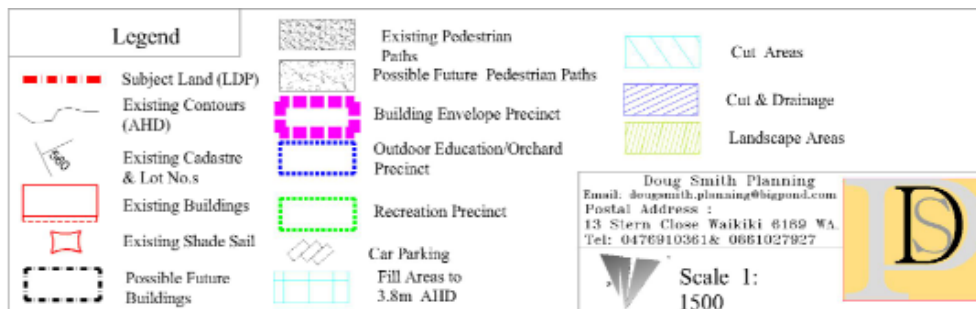 Legend
Subject Land (LDP)
Existing Contours
(AHD)
560
Existing Cadastre
& Lot No.s
Existing Buildings
Existing Shade Sail
Possible Future
Buildings
Existing Pedestrian
Paths
Possible Future Pedestrian Paths
Building Envelope Precinct
Outdoor Education/Orchard
Precinct
Recreation Precinct
Car Parking
Fill Areas to
3.8m AHD
Cut Areas
Cut & Drainage
Landscape Areas
Doug Smith Planning
Email: dougsmith.planning@bigpond.com
Postal Address :
13 Stern Close Waikiki 6169 WA.
Tel: 0476910361& 0861027927
Scale 1:
1500
PDS